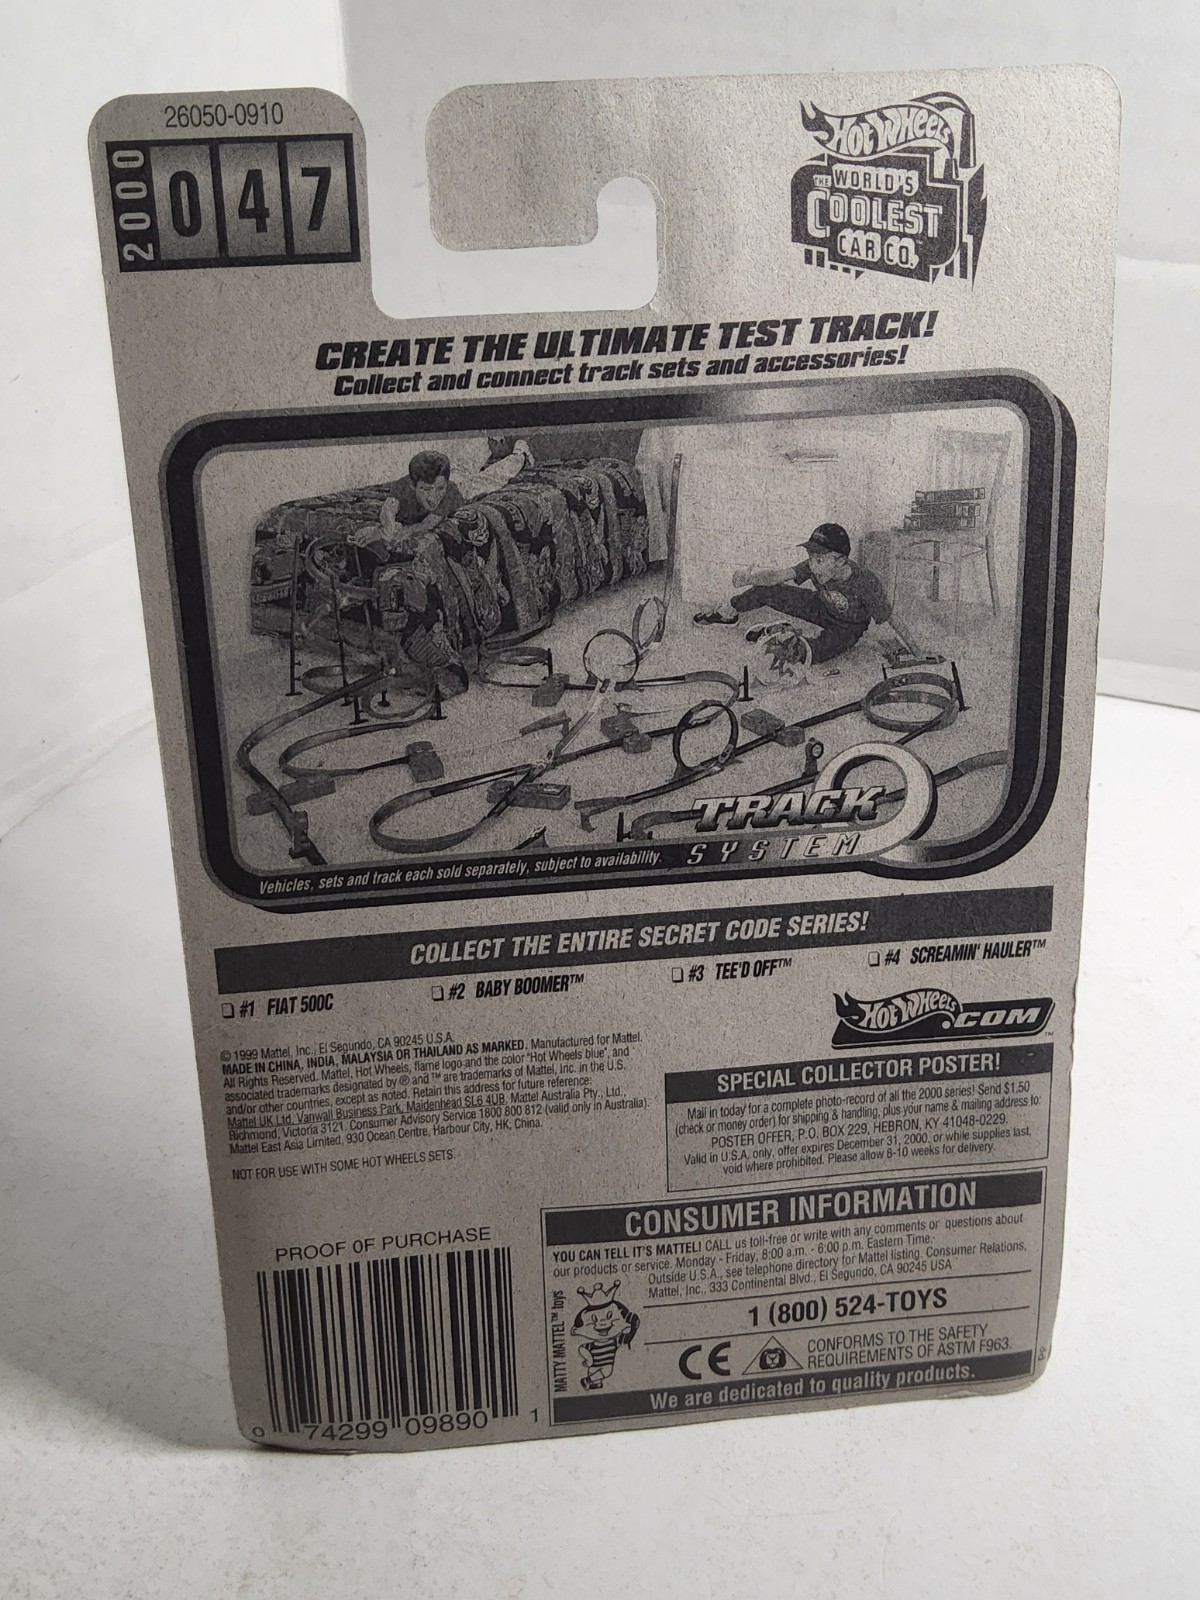 26050-0910
2000
047
Hot Wheels
THE WORLD'S
COOLEST
CAR CO.
CREATE THE ULTIMATE TEST TRACK!
Collect and connect track sets and accessories!
TRACK
SYSTEM
Vehicles, sets and track each sold separately, subject to availability.
COLLECT THE ENTIRE SECRET CODE SERIES!
❏ #1 FIAT 500C
❏ #2 BABY BOOMER™
❏ #3 TEE'D OFF™
❏ #4 SCREAMIN' HAULER™
Hot Wheels.COM™
© 1999 Mattel, Inc., El Segundo, CA 90245 U.S.A.
MADE IN CHINA, INDIA, MALAYSIA OR THAILAND AS MARKED. Manufactured for Mattel.
All Rights Reserved. Mattel, Hot Wheels, flame logo and the color "Hot Wheels blue", and
associated trademarks designated by ® and ™ are trademarks of Mattel, Inc. in the U.S.
and/or other countries, except as noted. Retain this address for future reference:
Mattel UK Ltd, Vanwall Business Park, Maidenhead SL6 4UB. Mattel Australia Pty., Ltd.,
Richmond, Victoria 3121. Consumer Advisory Service 1800 800 812 (valid only in Australia).
Mattel East Asia Limited, 930 Ocean Centre, Harbour City, HK, China.
NOT FOR USE WITH SOME HOT WHEELS SETS.
SPECIAL COLLECTOR POSTER!
Mail in today for a complete photo-record of all the 2000 series! Send $1.50
(check or money order) for shipping & handling, plus your name & mailing address to:
POSTER OFFER, P.O. BOX 229, HEBRON, KY 41048-0229.
Valid in U.S.A. only, offer expires December 31, 2000, or while supplies last,
void where prohibited. Please allow 8-10 weeks for delivery.
PROOF OF PURCHASE
0 74299 09890 1
CONSUMER INFORMATION
YOU CAN TELL IT'S MATTEL! CALL us toll-free or write with any comments or questions about
our products or service. Monday - Friday, 8:00 a.m. - 6:00 p.m. Eastern Time.
Outside U.S.A., see telephone directory for Mattel listing. Consumer Relations,
Mattel, Inc., 333 Continental Blvd., El Segundo, CA 90245 USA
1 (800) 524-TOYS
MATTY MATTEL™ toys
CE
CONFORMS TO THE SAFETY
REQUIREMENTS OF ASTM F963.
We are dedicated to quality products.